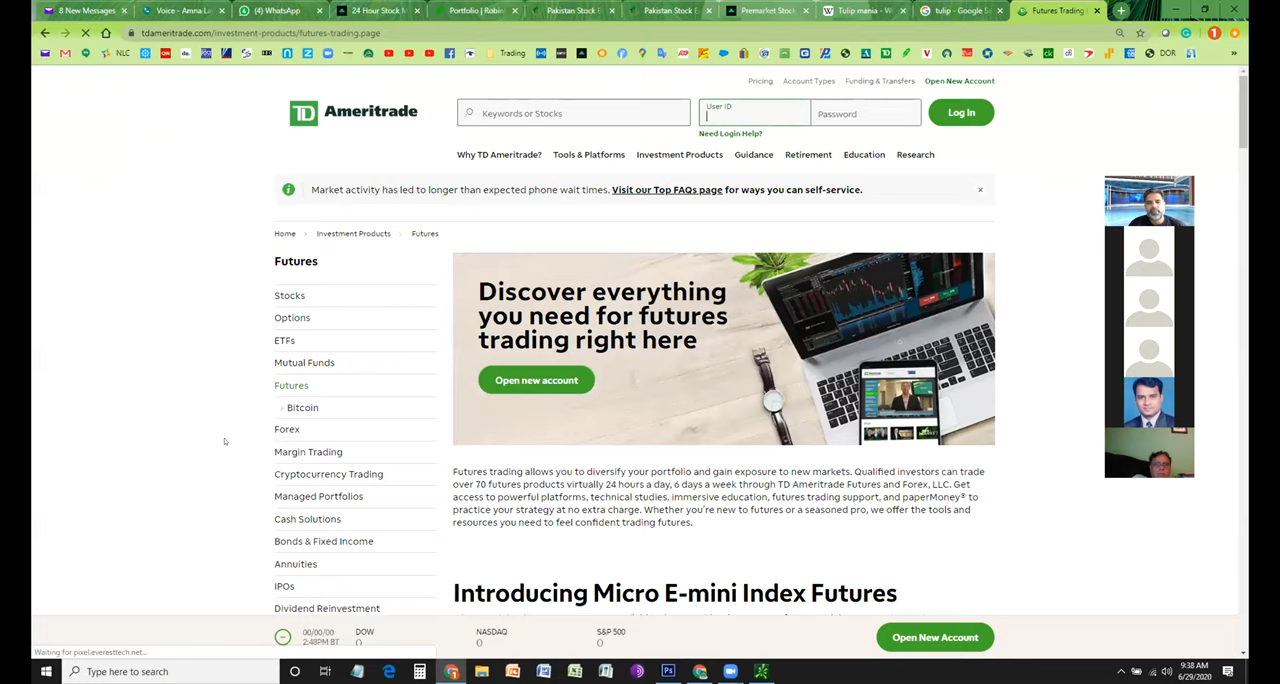 8 New Messages
Voice - Amna La
(4) WhatsApp
24 Hour Stock M
Portfolio | Robin
Pakistan Stock E
Pakistan Stock E
Premarket Stock
Tulip mania - W
tulip - Google S
Futures Trading |
tdameritrade.com/investment-products/futures-trading.page
NLC
Trading
DOR
Pricing
Account Types
Funding & Transfers
Open New Account
TD Ameritrade
Keywords or Stocks
User ID
Password
Log In
Need Login Help?
Why TD Ameritrade?
Tools & Platforms
Investment Products
Guidance
Retirement
Education
Research
Market activity has led to longer than expected phone wait times. Visit our Top FAQs page for ways you can self-service.
Home > Investment Products > Futures
Futures
Stocks
Options
ETFs
Mutual Funds
Futures
› Bitcoin
Forex
Margin Trading
Cryptocurrency Trading
Managed Portfolios
Cash Solutions
Bonds & Fixed Income
Annuities
IPOs
Dividend Reinvestment
Discover everything
you need for futures
trading right here
Open new account
Futures trading allows you to diversify your portfolio and gain exposure to new markets. Qualified investors can trade
over 70 futures products virtually 24 hours a day, 6 days a week through TD Ameritrade Futures and Forex, LLC. Get
access to powerful platforms, technical studies, immersive education, futures trading support, and paperMoney® to
practice your strategy at no extra charge. Whether you're new to futures or a seasoned pro, we offer the tools and
resources you need to feel confident trading futures.
Introducing Micro E-mini Index Futures
00/00/00
2:48PM BT
DOW
()
NASDAQ
()
S&P 500
()
Open New Account
Waiting for pixel.everesttech.net...
Type here to search
9:38 AM
6/29/2020